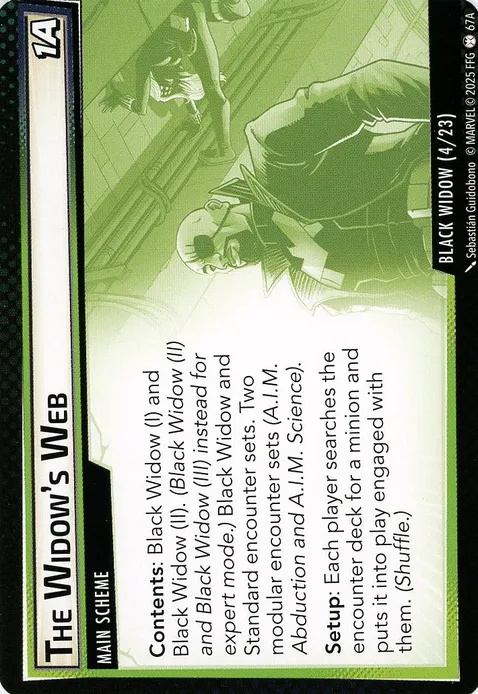 1A
THE WIDOW'S WEB
MAIN SCHEME
Contents: Black Widow (I) and
Black Widow (II). (Black Widow (II)
and Black Widow (III) instead for
expert mode.) Black Widow and
Standard encounter sets. Two
modular encounter sets (A.I.M.
Abduction and A.I.M. Science).
Setup: Each player searches the
encounter deck for a minion and
puts it into play engaged with
them. (Shuffle.)
BLACK WIDOW (4/23)
Sebastián Guidobono © MARVEL © 2025 FFG 67A